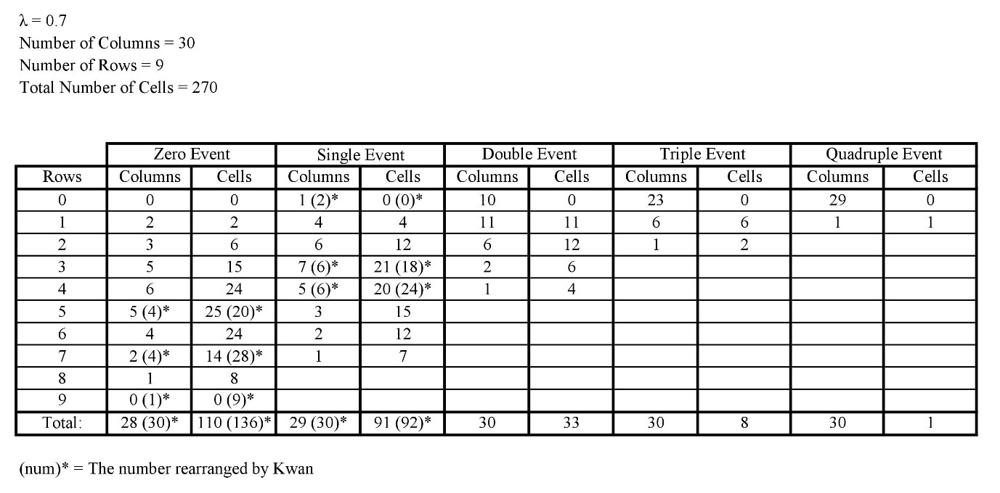 λ = 0.7
Number of Columns = 30
Number of Rows = 9
Total Number of Cells = 270
Zero Event Single Event Double Event Triple Event Quadruple Event
Rows Columns Cells Columns Cells Columns Cells Columns Cells Columns Cells
0 0 0 1 (2)* 0 (0)* 10 0 23 0 29 0
1 2 2 4 4 11 11 6 6 1 1
2 3 6 6 12 6 12 1 2
3 5 15 7 (6)* 21 (18)* 2 6
4 6 24 5 (6)* 20 (24)* 1 4
5 5 (4)* 25 (20)* 3 15
6 4 24 2 12
7 2 (4)* 14 (28)* 1 7
8 1 8
9 0 (1)* 0 (9)*
Total: 28 (30)* 110 (136)* 29 (30)* 91 (92)* 30 33 30 8 30 1
(num)* = The number rearranged by Kwan